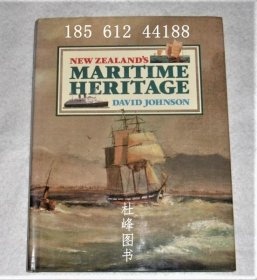 185 612 44188
NEW ZEALAND'S
MARITIME
HERITAGE
DAVID JOHNSON
杜峰图书